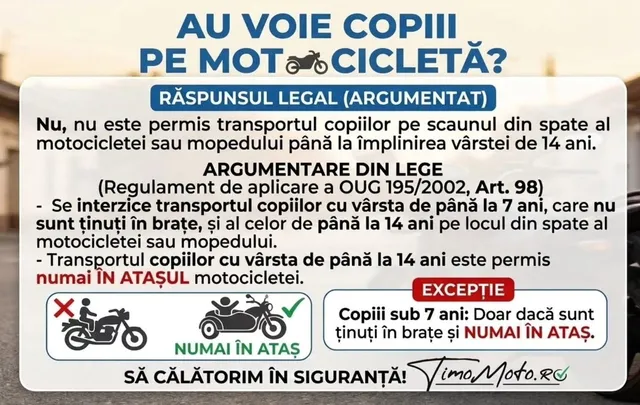 AU VOIE COPIII
PE MOTOCICLETĂ?
RĂSPUNSUL LEGAL (ARGUMENTAT)
Nu, nu este permis transportul copiilor pe scaunul din spate al
motocicletei sau mopedului până la împlinirea vârstei de 14 ani.
ARGUMENTARE DIN LEGE
(Regulament de aplicare a OUG 195/2002, Art. 98)
- Se interzice transportul copiilor cu vârsta de până la 7 ani, care nu
sunt ținuți în brațe, și al celor de până la 14 ani pe locul din spate al
motocicletei sau mopedului.
- Transportul copiilor cu vârsta de până la 14 ani este permis
numai ÎN ATAȘUL motocicletei.
NUMAI ÎN ATAȘ
EXCEPȚIE
Copiii sub 7 ani: Doar dacă sunt
ținuți în brațe și NUMAI ÎN ATAȘ.
SĂ CĂLĂTORIM ÎN SIGURANȚĂ! TimoMoto.RO